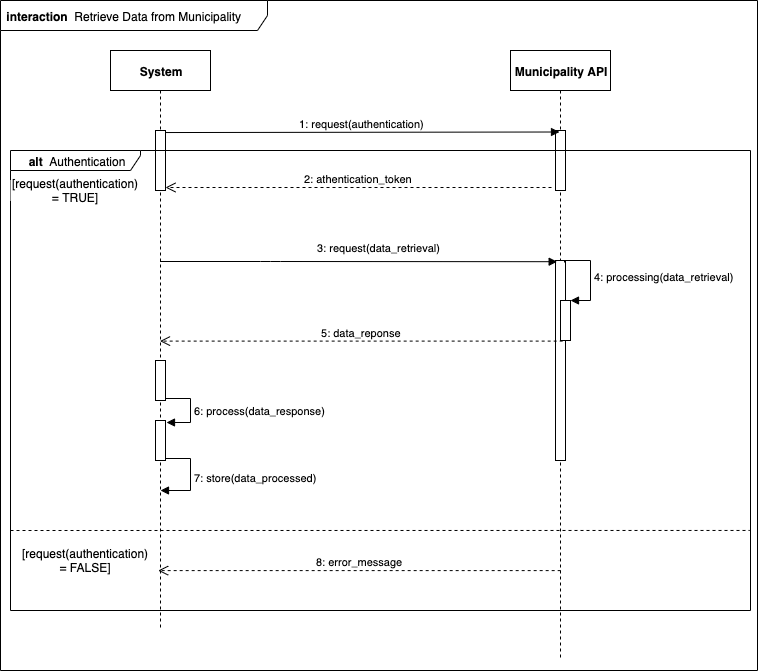 interaction Retrieve Data from Municipality
System
Municipality API
1: request(authentication)
alt Authentication
[request(authentication)
= TRUE]
2: athentication_token
3: request(data_retrieval)
4: processing(data_retrieval)
5: data_reponse
6: process(data_response)
7: store(data_processed)
[request(authentication)
= FALSE]
8: error_message